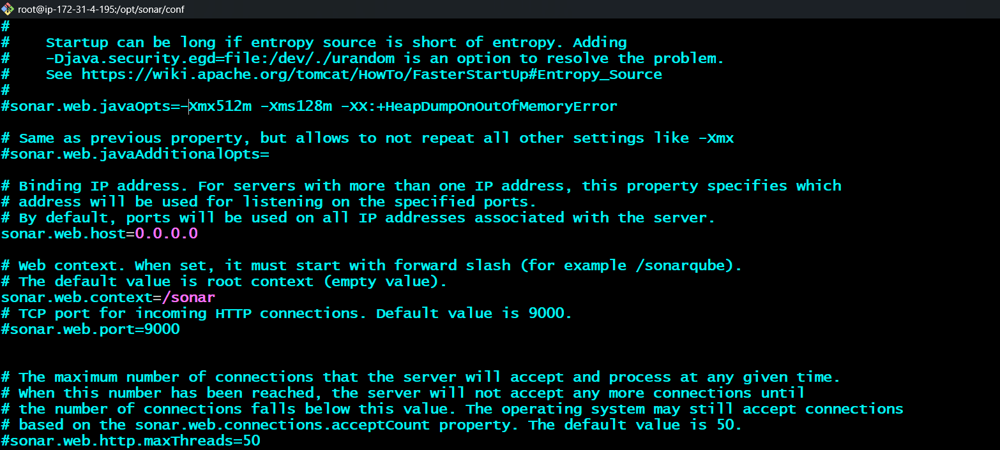 root@ip-172-31-4-195:/opt/sonar/conf
#
#    Startup can be long if entropy source is short of entropy. Adding
#    -Djava.security.egd=file:/dev/./urandom is an option to resolve the problem.
#    See https://wiki.apache.org/tomcat/HowTo/FasterStartUp#Entropy_Source
#
#sonar.web.javaOpts=-Xmx512m -Xms128m -XX:+HeapDumpOnOutOfMemoryError
# Same as previous property, but allows to not repeat all other settings like -Xmx
#sonar.web.javaAdditionalOpts=
# Binding IP address. For servers with more than one IP address, this property specifies which
# address will be used for listening on the specified ports.
# By default, ports will be used on all IP addresses associated with the server.
sonar.web.host=0.0.0.0
# Web context. When set, it must start with forward slash (for example /sonarqube).
# The default value is root context (empty value).
sonar.web.context=/sonar
# TCP port for incoming HTTP connections. Default value is 9000.
#sonar.web.port=9000
# The maximum number of connections that the server will accept and process at any given time.
# When this number has been reached, the server will not accept any more connections until
# the number of connections falls below this value. The operating system may still accept connections
# based on the sonar.web.connections.acceptCount property. The default value is 50.
#sonar.web.http.maxThreads=50